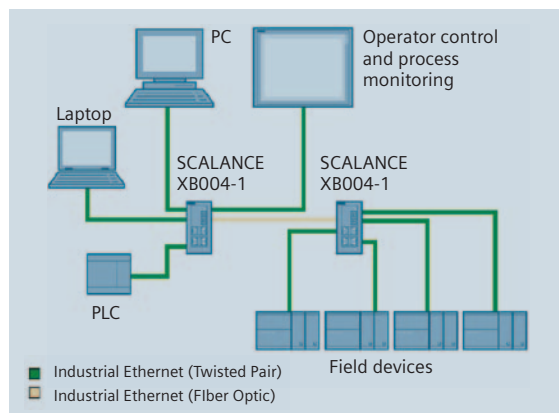 PC
Operator control
and process
monitoring
Laptop
SCALANCE
XB004-1
SCALANCE
XB004-1
PLC
Field devices
Industrial Ethernet (Twisted Pair)
Industrial Ethernet (FIber Optic)